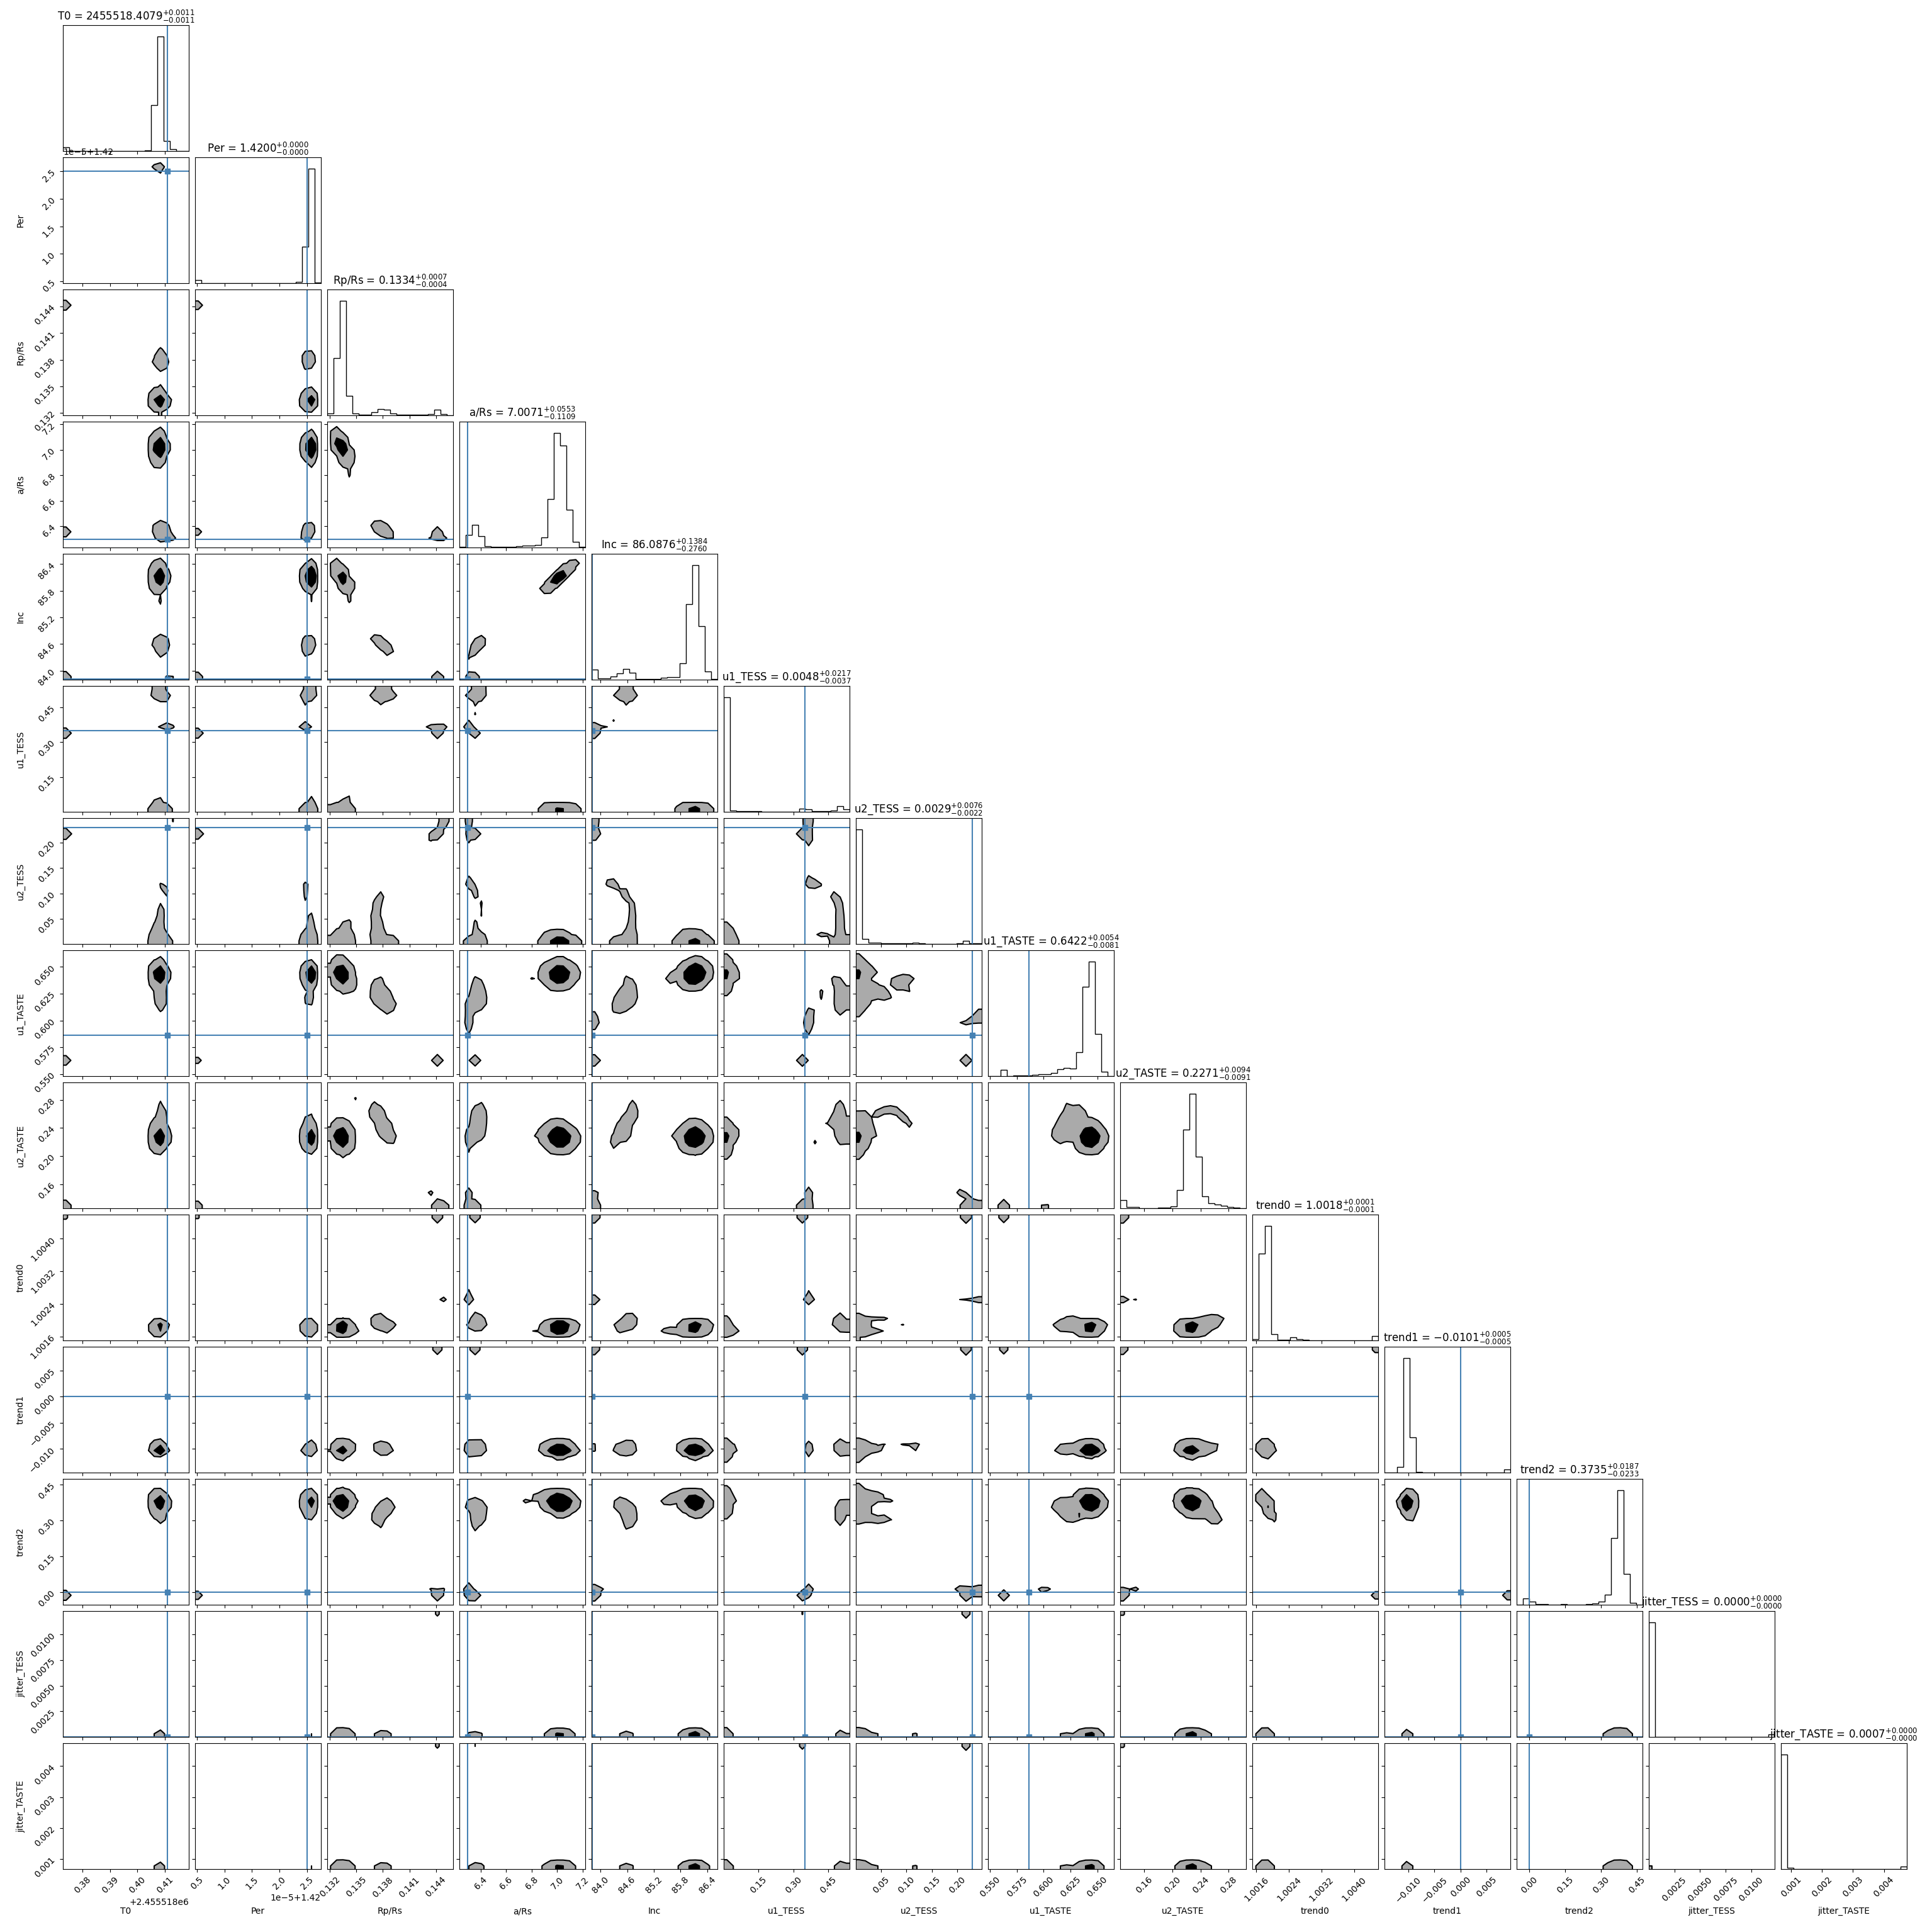 T0 = 2455518.4079+0.0011 −0.0011
1e−5+1.42
Per = 1.4200+0.0000 −0.0000
Per
2.5
2.0
1.5
1.0
0.5
Rp/Rs = 0.1334+0.0007 −0.0004
Rp/Rs
0.144
0.141
0.138
0.135
0.132
a/Rs = 7.0071+0.0553 −0.1109
a/Rs
7.2
7.0
6.8
6.6
6.4
Inc = 86.0876+0.1384 −0.2760
Inc
86.4
85.8
85.2
84.6
84.0
u1_TESS = 0.0048+0.0217 −0.0037
u1_TESS
0.45
0.30
0.15
u2_TESS = 0.0029+0.0076 −0.0022
u2_TESS
0.20
0.15
0.10
0.05
u1_TASTE = 0.6422+0.0054 −0.0081
u1_TASTE
0.650
0.625
0.600
0.575
0.550
u2_TASTE = 0.2271+0.0094 −0.0091
u2_TASTE
0.28
0.24
0.20
0.16
trend0 = 1.0018+0.0001 −0.0001
trend0
1.0040
1.0032
1.0024
1.0016
trend1 = −0.0101+0.0005 −0.0005
trend1
0.005
0.000
−0.005
−0.010
trend2 = 0.3735+0.0187 −0.0233
trend2
0.45
0.30
0.15
0.00
jitter_TESS = 0.0000+0.0000 −0.0000
jitter_TESS
0.0100
0.0075
0.0050
0.0025
jitter_TASTE = 0.0007+0.0000 −0.0000
jitter_TASTE
0.004
0.003
0.002
0.001
0.38 0.39 0.40 0.41
+2.455518e6
T0
0.5 1.0 1.5 2.0 2.5
1e−5+1.42
Per
0.132 0.135 0.138 0.141 0.144
Rp/Rs
6.4 6.6 6.8 7.0 7.2
a/Rs
84.0 84.6 85.2 85.8 86.4
Inc
0.15 0.30 0.45
u1_TESS
0.05 0.10 0.15 0.20
u2_TESS
0.550 0.575 0.600 0.625 0.650
u1_TASTE
0.16 0.20 0.24 0.28
u2_TASTE
1.0016 1.0024 1.0032 1.0040
trend0
−0.010 −0.005 0.000 0.005
trend1
0.00 0.15 0.30 0.45
trend2
0.0025 0.0050 0.0075 0.0100
jitter_TESS
0.001 0.002 0.003 0.004
jitter_TASTE